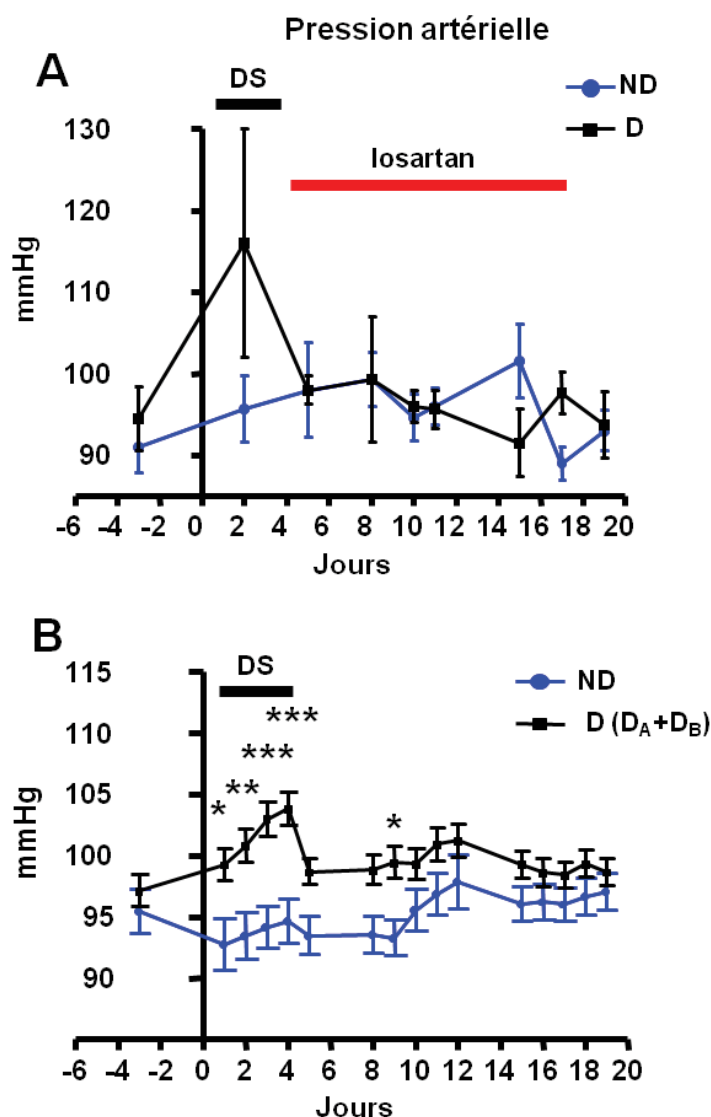 Pression artérielle
A
DS
ND
D
losartan
130
120
110
100
90
mmHg
-6 -4 -2 0 2 4 6 8 10 12 14 16 18 20
Jours
B
DS
ND
D (DA+DB)
***
***
**
*
*
115
110
105
100
95
90
mmHg
-6 -4 -2 0 2 4 6 8 10 12 14 16 18 20
Jours